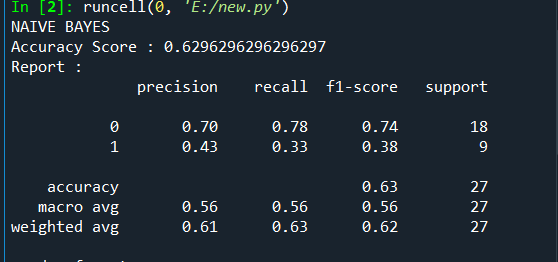 In [2]: runcell(0, 'E:/new.py')
NAIVE BAYES
Accuracy Score : 0.6296296296296297
Report :
precision recall f1-score support
0 0.70 0.78 0.74 18
1 0.43 0.33 0.38 9
accuracy 0.63 27
macro avg 0.56 0.56 0.56 27
weighted avg 0.61 0.63 0.62 27